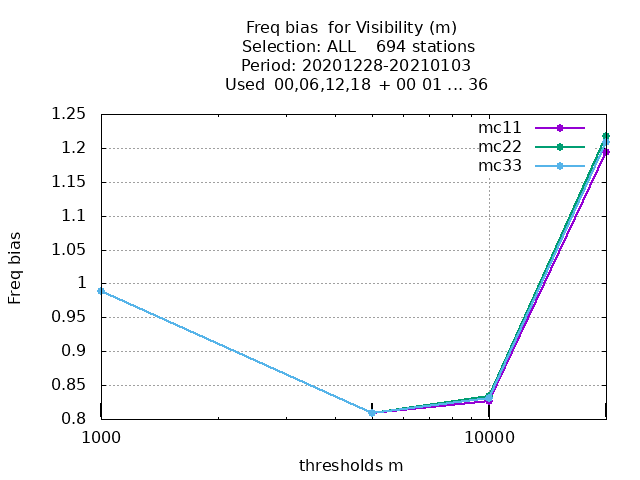 Freq bias  for Visibility (m)
Selection: ALL    694 stations
Period: 20201228-20210103
Used  00,06,12,18  + 00 01 ... 36
1.25
1.2
1.15
1.1
1.05
1
0.95
0.9
0.85
0.8
Freq bias
mc11
mc22
mc33
1000
10000
thresholds m